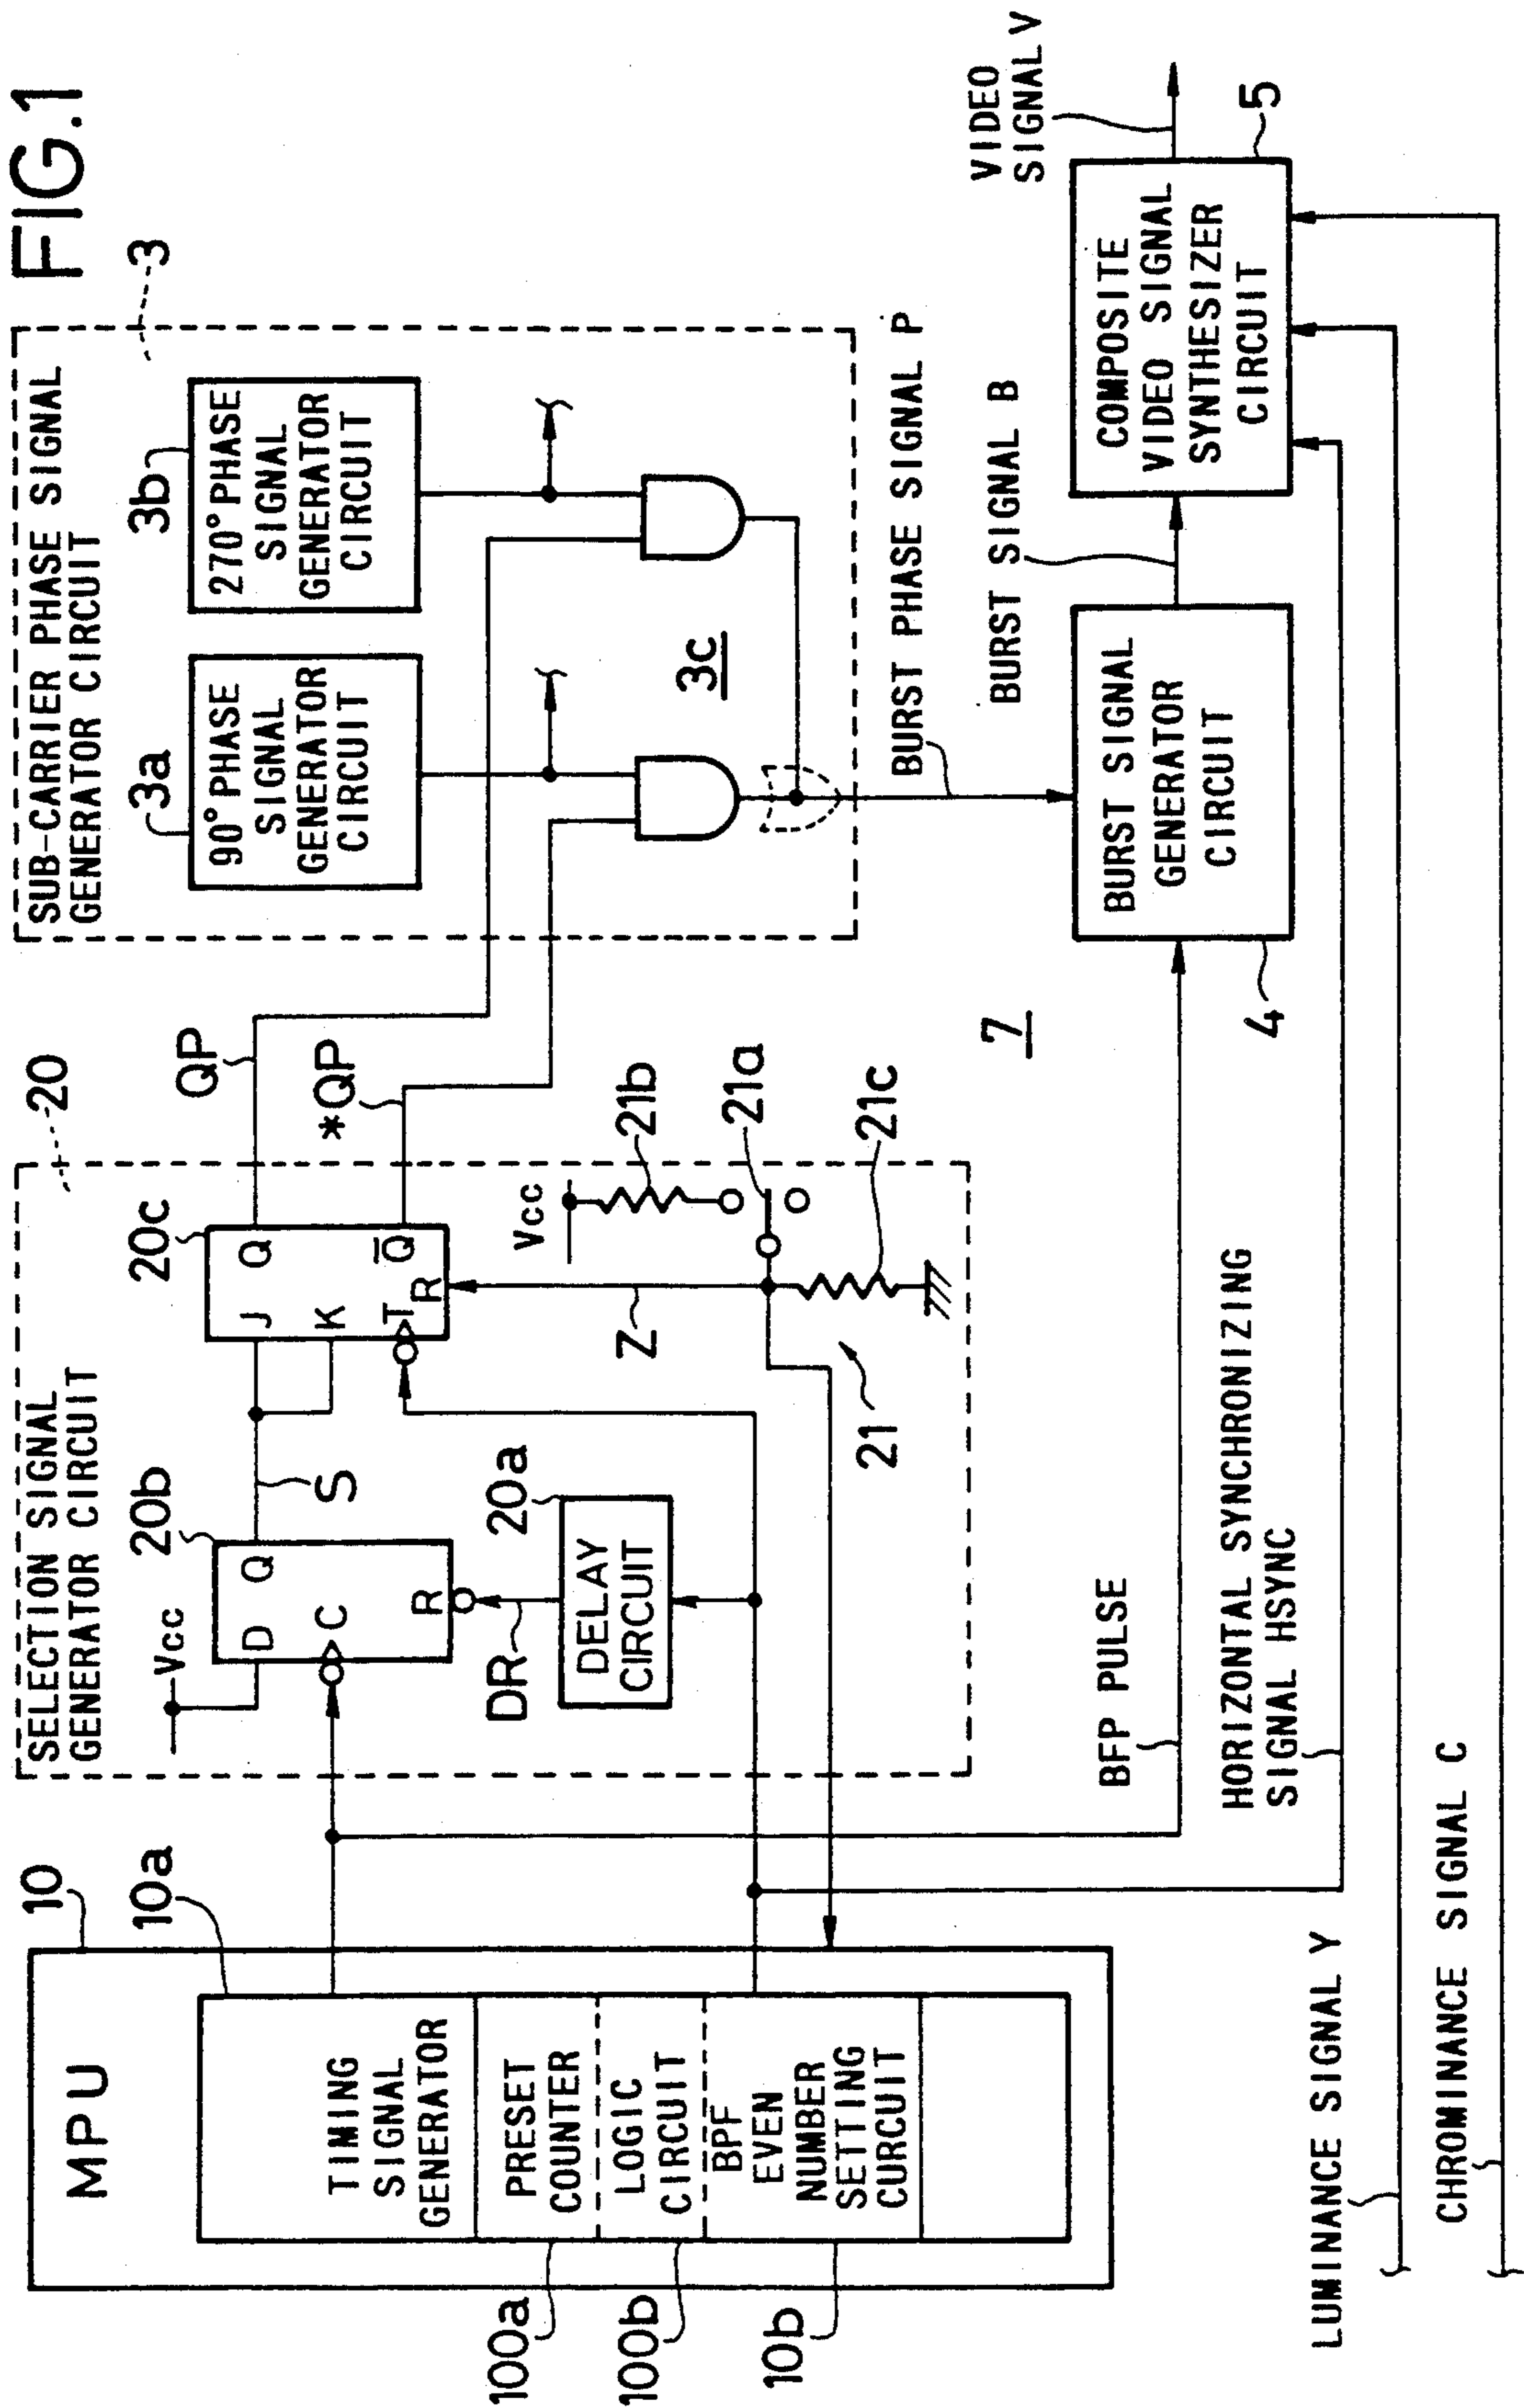 FIG.1
10
MPU
10a
TIMING
SIGNAL
GENERATOR
PRESET
COUNTER
LOGIC
CIRCUIT
BPF
EVEN
NUMBER
SETTING
CURCUIT
100a
100b
10b
20
SELECTION SIGNAL
GENERATOR CIRCUIT
Vcc
20b
D
Q
C
R
S
DR
20a
DELAY
CIRCUIT
20c
J
Q
K
Q̅
T̅
R
Z
Vcc
21b
21a
21c
21
QP
*QP
3
SUB-CARRIER PHASE SIGNAL
GENERATOR CIRCUIT
3a
90° PHASE
SIGNAL
GENERATOR
CIRCUIT
3b
270° PHASE
SIGNAL
GENERATOR
CIRCUIT
3c
BURST PHASE SIGNAL P
7
BFP PULSE
HORIZONTAL SYNCHRONIZING
SIGNAL HSYNC
BURST SIGNAL
GENERATOR
CIRCUIT
4
BURST SIGNAL B
COMPOSITE
VIDEO SIGNAL
SYNTHESIZER
CIRCUIT
5
VIDEO
SIGNAL V
LUMINANCE SIGNAL Y
CHROMINANCE SIGNAL C